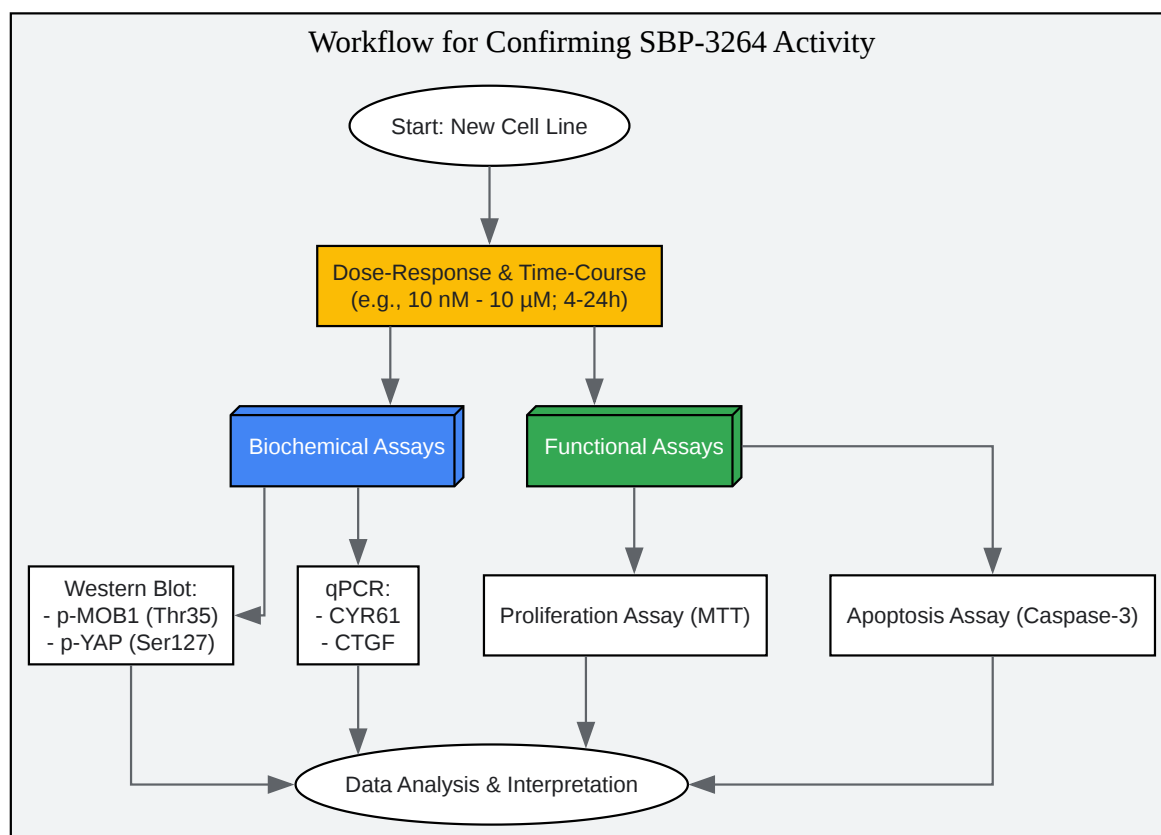 Workflow for Confirming SBP-3264 Activity
Start: New Cell Line
Dose-Response & Time-Course
(e.g., 10 nM - 10 µM; 4-24h)
Biochemical Assays
Functional Assays
Western Blot:
- p-MOB1 (Thr35)
- p-YAP (Ser127)
qPCR:
- CYR61
- CTGF
Proliferation Assay (MTT)
Apoptosis Assay (Caspase-3)
Data Analysis & Interpretation